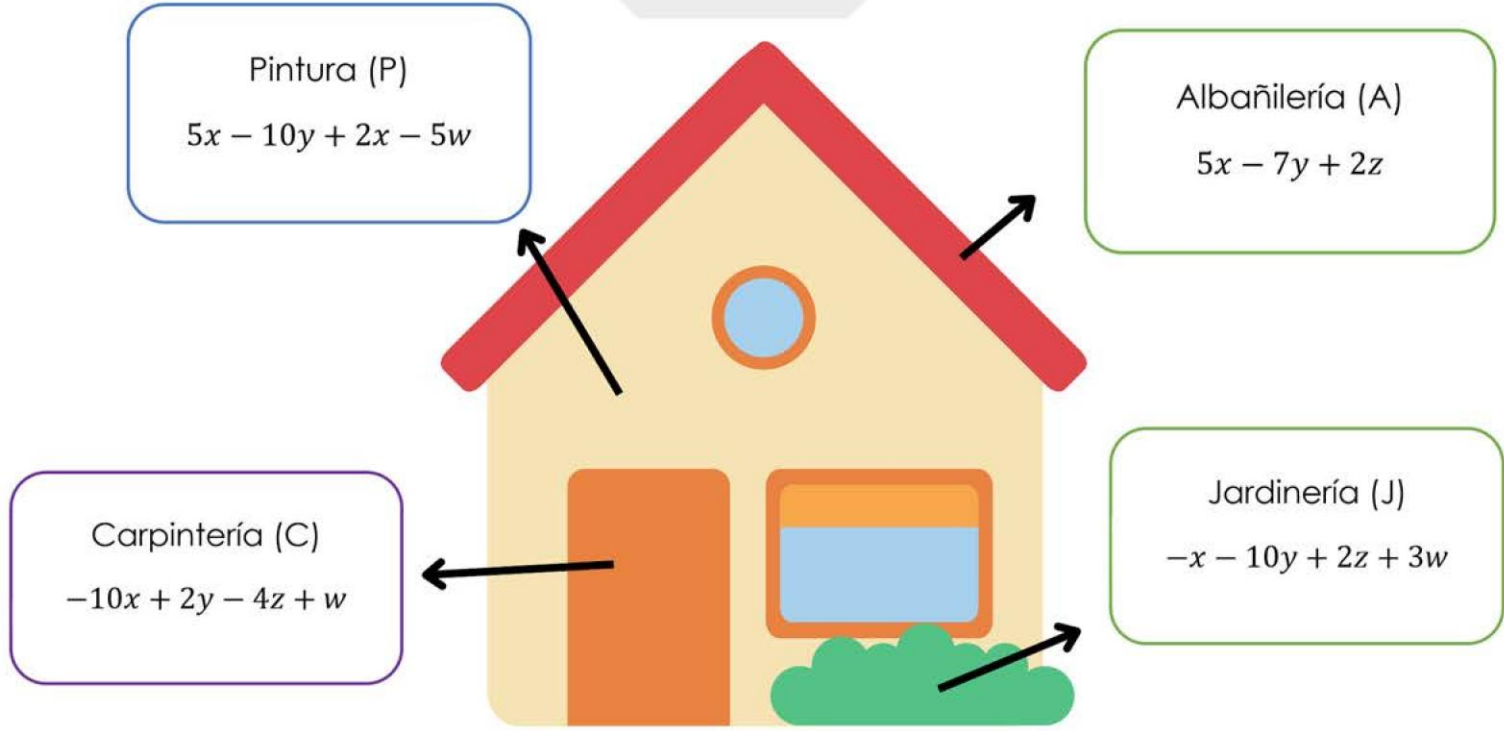 Pintura (P)
5x − 10y + 2x − 5w
Albañilería (A)
5x − 7y + 2z
Carpintería (C)
−10x + 2y − 4z + w
Jardinería (J)
−x − 10y + 2z + 3w